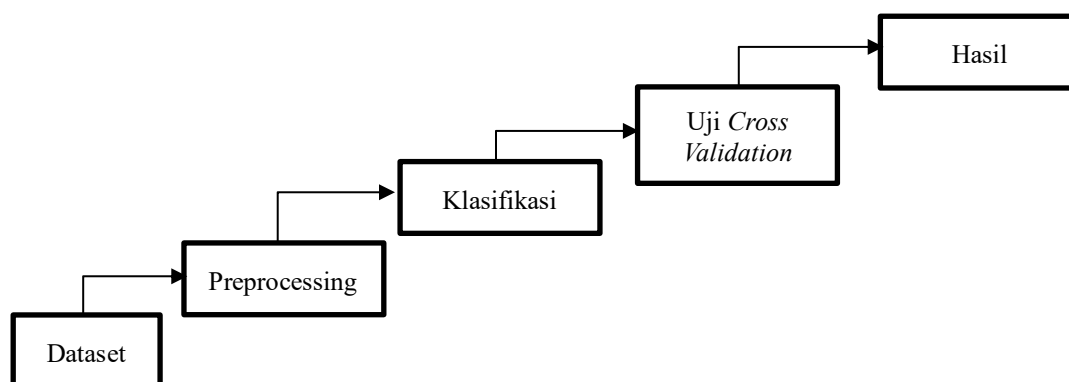 Hasil
Uji Cross
Validation
Klasifikasi
Preprocessing
Dataset